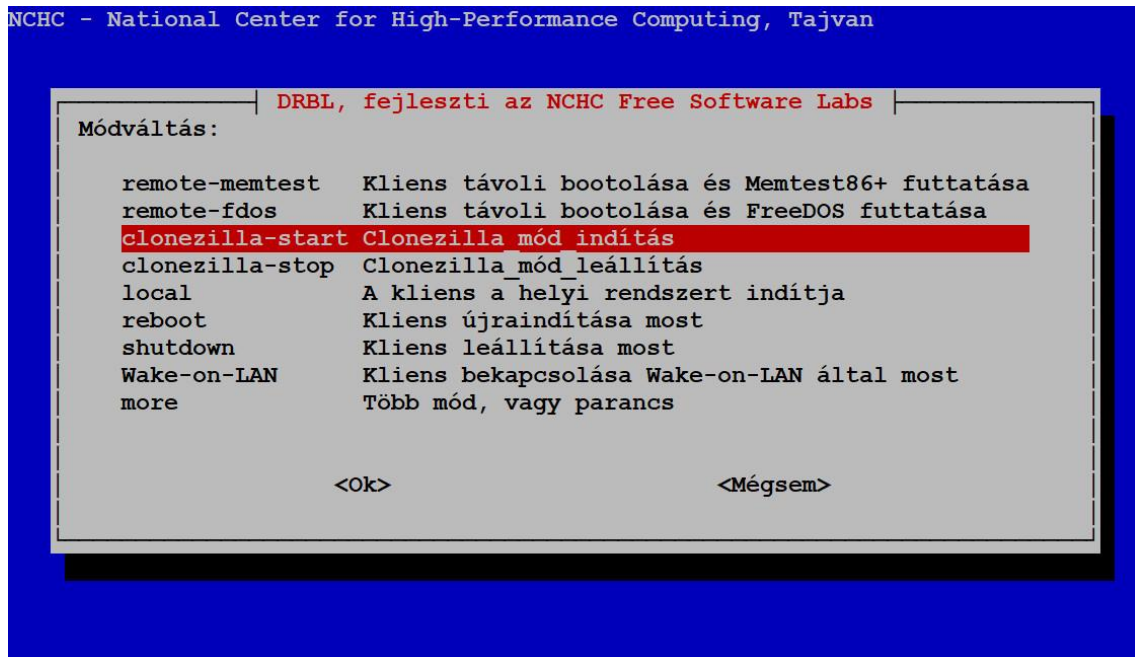 NCHC - National Center for High-Performance Computing, Tajvan
DRBL, fejleszti az NCHC Free Software Labs
Módváltás:
remote-memtest Kliens távoli bootolása és Memtest86+ futtatása
remote-fdos Kliens távoli bootolása és FreeDOS futtatása
clonezilla-start Clonezilla_mód_indítás
clonezilla-stop Clonezilla_mód_leállítás
local A kliens a helyi rendszert indítja
reboot Kliens újraindítása most
shutdown Kliens leállítása most
Wake-on-LAN Kliens bekapcsolása Wake-on-LAN által most
more Több mód, vagy parancs
<Ok> <Mégsem>